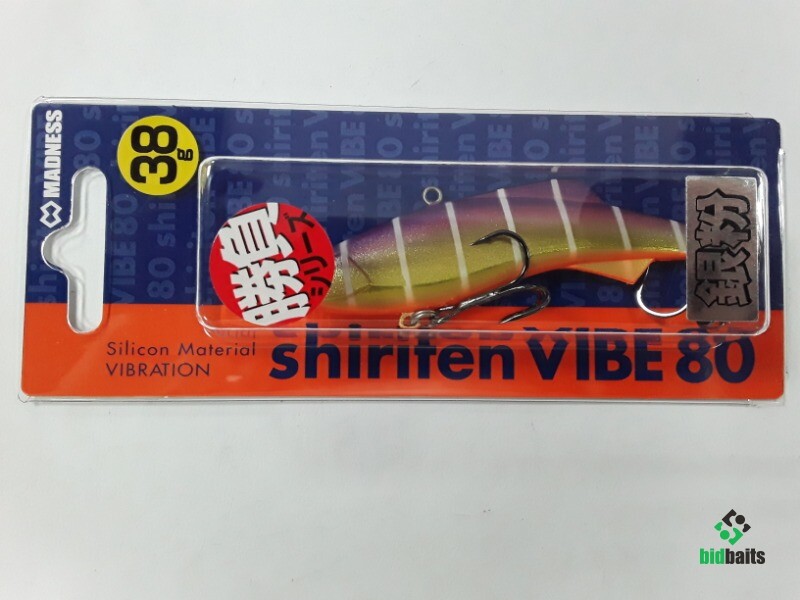 MADNESS
38g
勝負
シリーズ
銀粉
Silicon Material
VIBRATION
shiriten VIBE 80
bidbaits